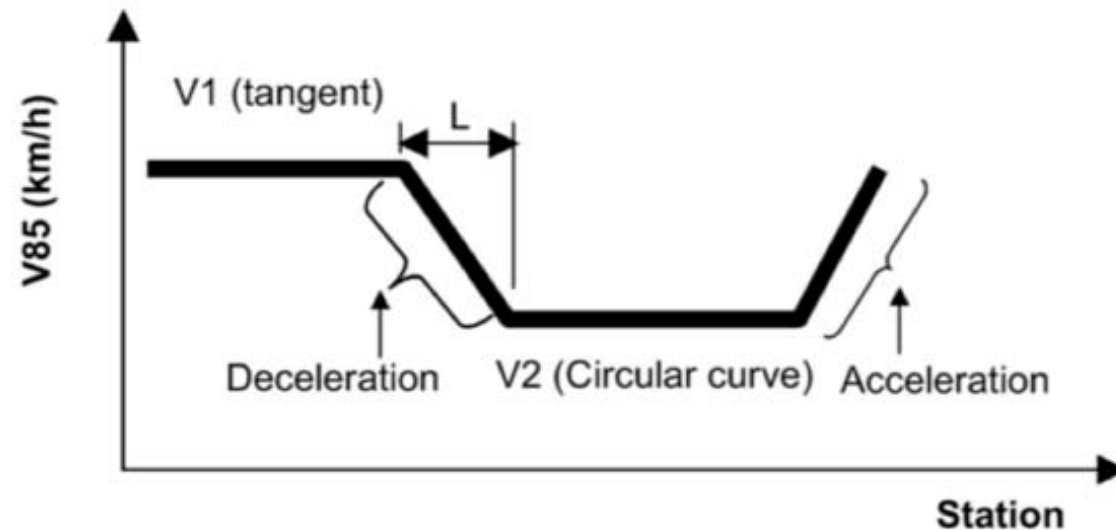 V85 (km/h)
V1 (tangent)
L
Deceleration
V2 (Circular curve)
Acceleration
Station